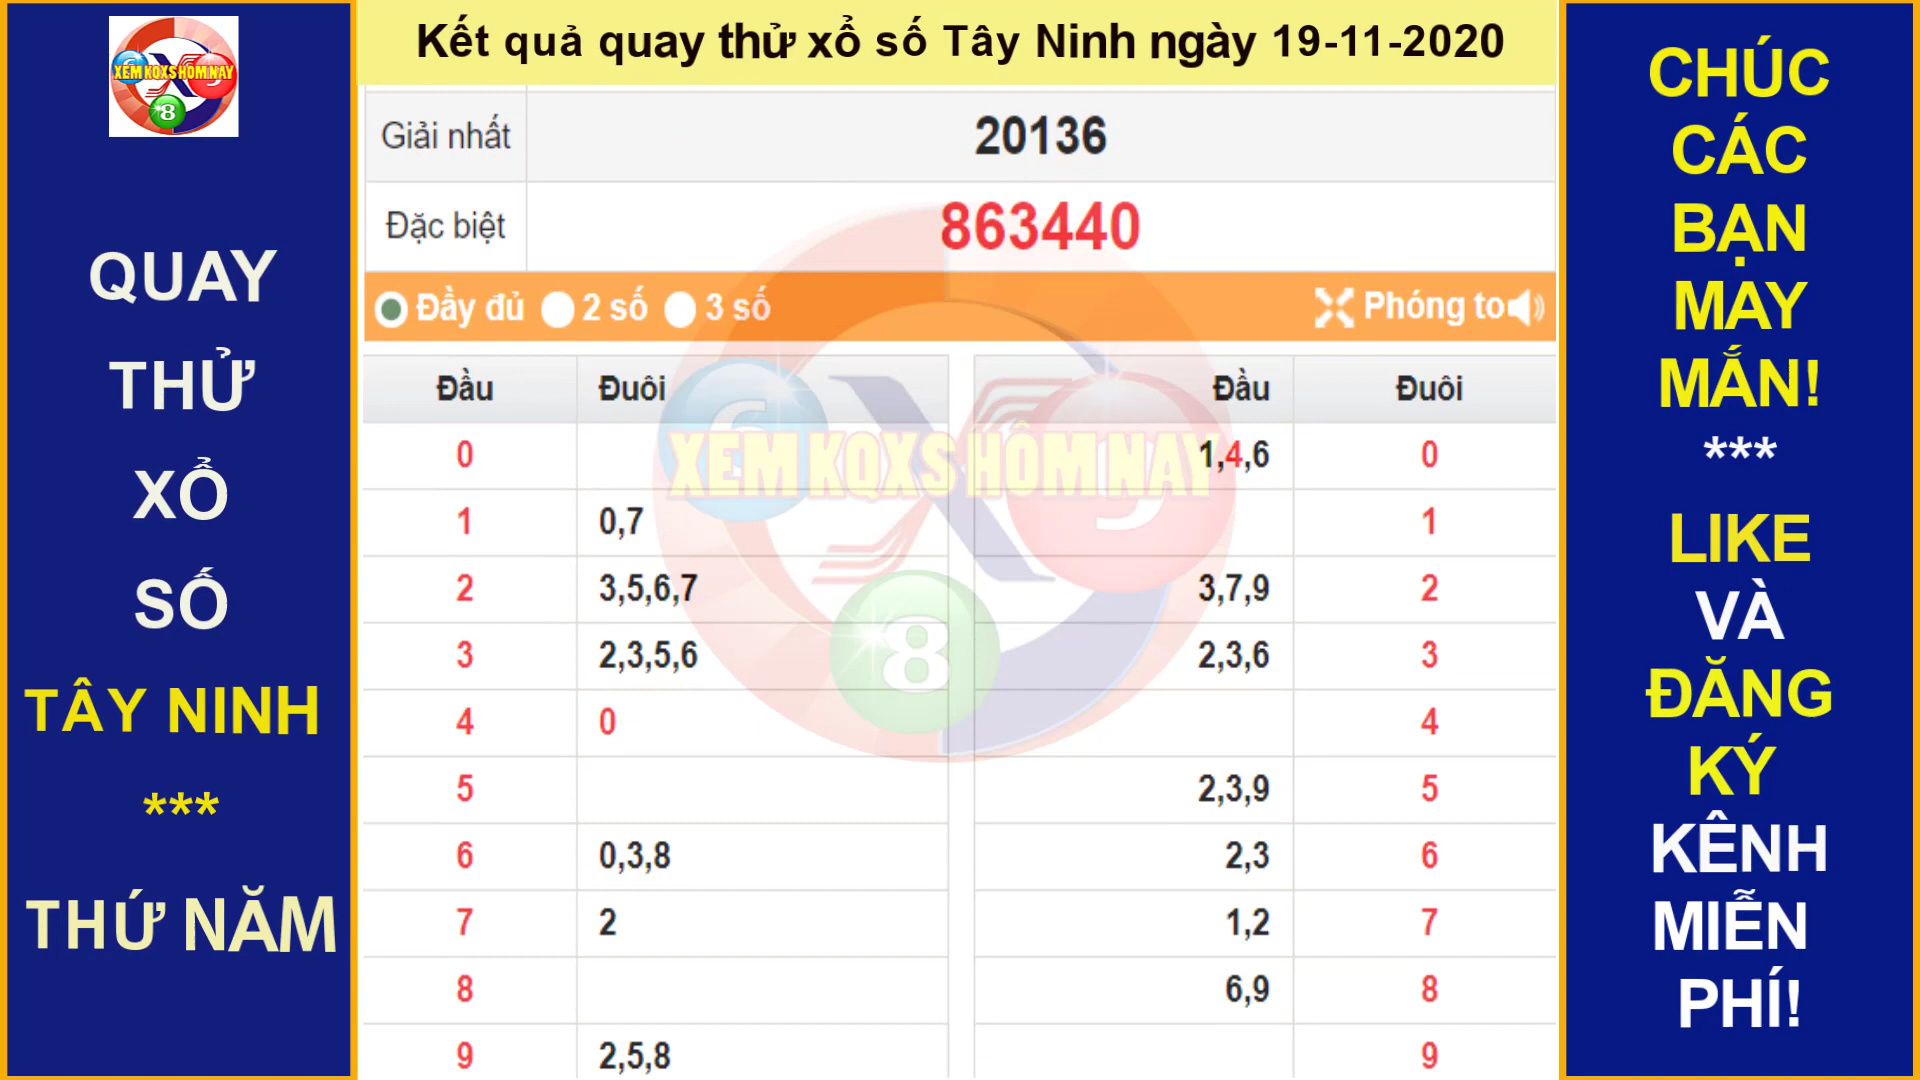 XEM KQXS HÔM NAY
8
QUAY
THỬ
XỔ
SỐ
TÂY NINH
***
THỨ NĂM
Kết quả quay thử xổ số Tây Ninh ngày 19-11-2020
Giải nhất 20136
Đặc biệt 863440
Đầy đủ 2 số 3 số Phóng to
Đầu Đuôi Đầu Đuôi
0 1,4,6 0
1 0,7 1
2 3,5,6,7 3,7,9 2
3 2,3,5,6 2,3,6 3
4 0 4
5 2,3,9 5
6 0,3,8 2,3 6
7 2 1,2 7
8 6,9 8
9 2,5,8 9
6
XEM KQXS HÔM NAY
9
8
CHÚC
CÁC
BẠN
MAY
MẮN!
***
LIKE
VÀ
ĐĂNG
KÝ
KÊNH
MIỄN
PHÍ!